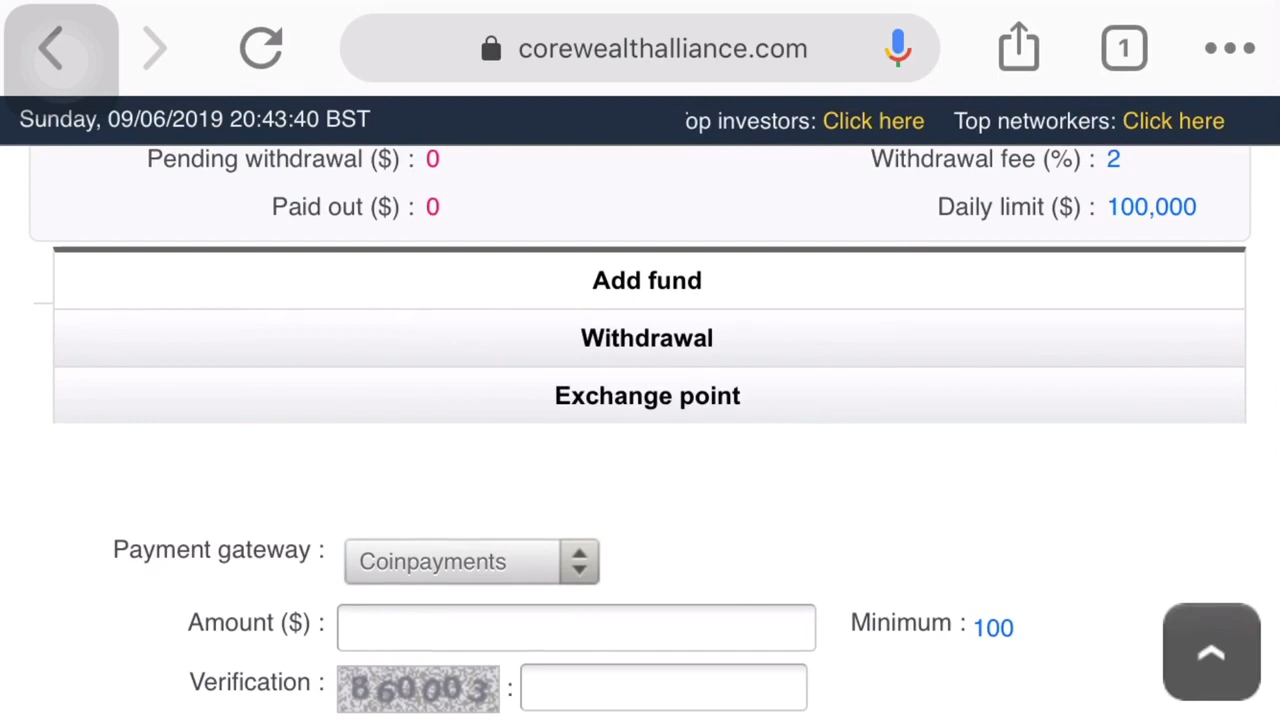 corewealthalliance.com
1
Sunday, 09/06/2019 20:43:40 BST
op investors: Click here Top networkers: Click here
Pending withdrawal ($) : 0 Withdrawal fee (%) : 2
Paid out ($) : 0 Daily limit ($) : 100,000
Add fund
Withdrawal
Exchange point
Payment gateway : Coinpayments
Amount ($) : Minimum : 100
Verification : 860003 :